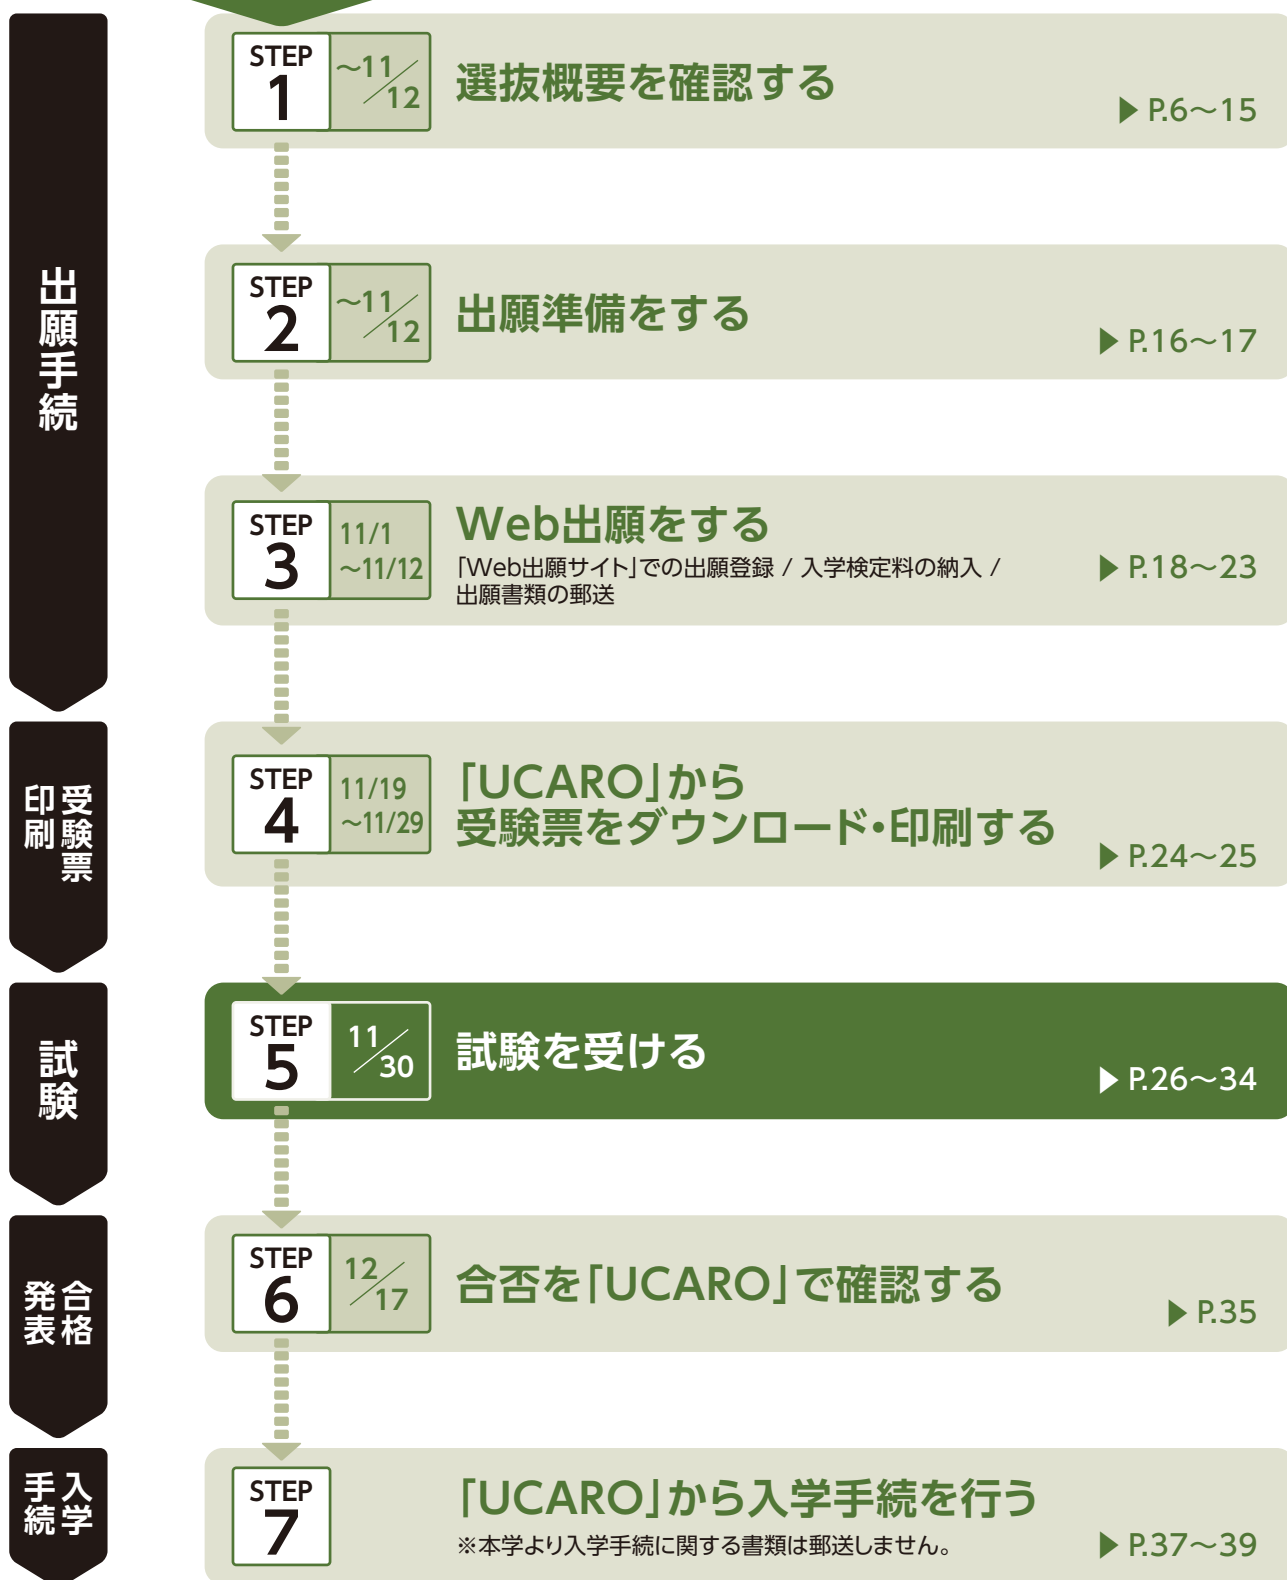 出願手続
STEP
1
～11/12
選抜概要を確認する
▶ P.6～15
STEP
2
～11/12
出願準備をする
▶ P.16～17
STEP
3
11/1
～11/12
Web出願をする
「Web出願サイト」での出願登録 / 入学検定料の納入 /
出願書類の郵送
▶ P.18～23
受験票
印刷
STEP
4
11/19
～11/29
「UCARO」から
受験票をダウンロード・印刷する
▶ P.24～25
試験
STEP
5
11/30
試験を受ける
▶ P.26～34
合格
発表
STEP
6
12/17
合否を「UCARO」で確認する
▶ P.35
入学
手続
STEP
7
「UCARO」から入学手続を行う
※本学より入学手続に関する書類は郵送しません。
▶ P.37～39